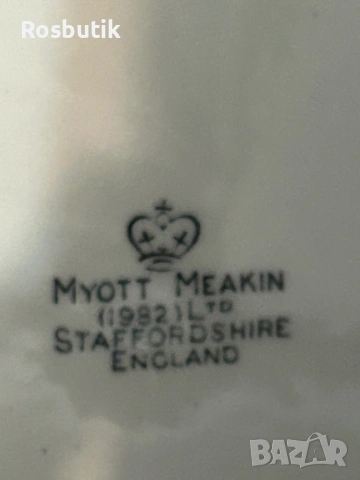 Rosbutik
MYOTT MEAKIN
(1982) LTD
STAFFORDSHIRE
ENGLAND
BAZAR